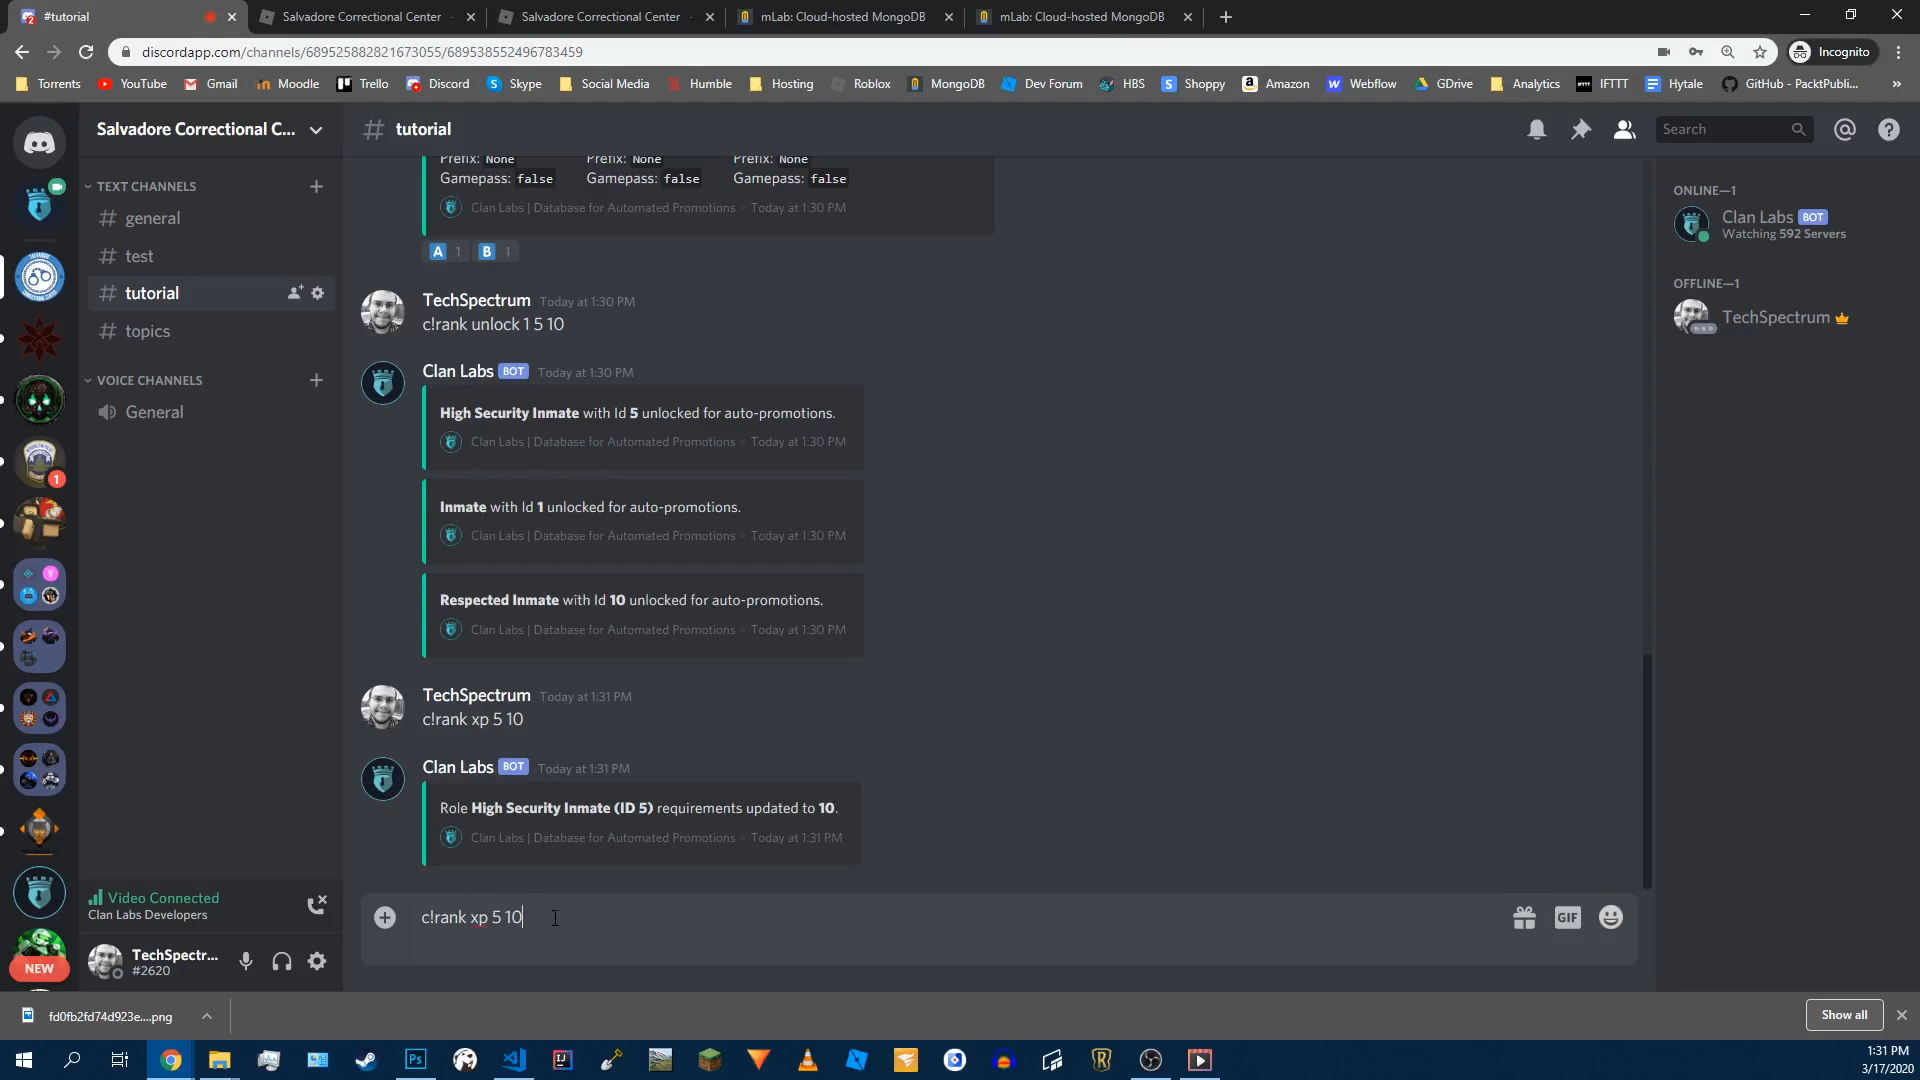 #tutorial
Salvadore Correctional Center
Salvadore Correctional Center
mLab: Cloud-hosted MongoDB
mLab: Cloud-hosted MongoDB
discordapp.com/channels/689525882821673055/689538552496783459
Incognito
Torrents
YouTube
Gmail
Moodle
Trello
Discord
Skype
Social Media
Humble
Hosting
Roblox
MongoDB
Dev Forum
HBS
Shoppy
Amazon
Webflow
GDrive
Analytics
IFTTT
Hytale
GitHub - PacktPubli...
Salvadore Correctional C...
# tutorial
Search
TEXT CHANNELS
# general
# test
# tutorial
# topics
VOICE CHANNELS
General
Prefix: None Prefix: None Prefix: None
Gamepass: false Gamepass: false Gamepass: false
Clan Labs | Database for Automated Promotions • Today at 1:30 PM
A 1 B 1
TechSpectrum Today at 1:30 PM
c!rank unlock 1 5 10
Clan Labs BOT Today at 1:30 PM
High Security Inmate with Id 5 unlocked for auto-promotions.
Clan Labs | Database for Automated Promotions • Today at 1:30 PM
Inmate with Id 1 unlocked for auto-promotions.
Clan Labs | Database for Automated Promotions • Today at 1:30 PM
Respected Inmate with Id 10 unlocked for auto-promotions.
Clan Labs | Database for Automated Promotions • Today at 1:30 PM
TechSpectrum Today at 1:31 PM
c!rank xp 5 10
Clan Labs BOT Today at 1:31 PM
Role High Security Inmate (ID 5) requirements updated to 10.
Clan Labs | Database for Automated Promotions • Today at 1:31 PM
c!rank xp 5 10
GIF
ONLINE—1
Clan Labs BOT
Watching 592 Servers
OFFLINE—1
TechSpectrum
1
NEW
Video Connected
Clan Labs Developers
TechSpectr...
#2620
fd0fb2fd74d923e....png
Show all
Ps
1:31 PM
3/17/2020